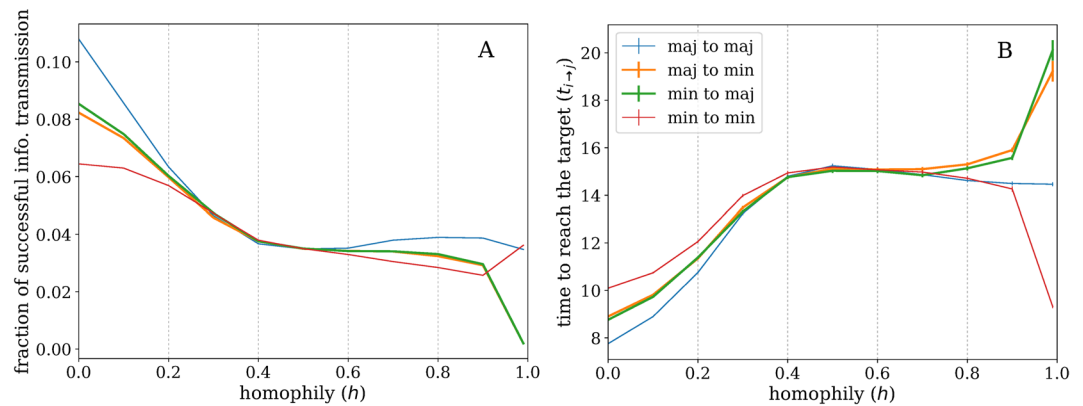 A
0.10
0.08
0.06
0.04
0.02
0.00
fraction of successful info. transmission
0.0 0.2 0.4 0.6 0.8 1.0
homophily (h)
B
maj to maj
maj to min
min to maj
min to min
20
18
16
14
12
10
8
time to reach the target (t_{i→j})
0.0 0.2 0.4 0.6 0.8 1.0
homophily (h)